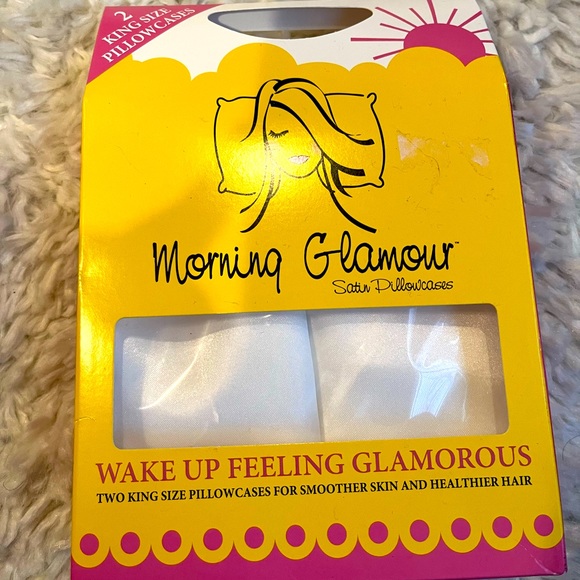 2
KING SIZE
PILLOWCASES
Morning Glamour™
Satin Pillowcases
WAKE UP FEELING GLAMOROUS
TWO KING SIZE PILLOWCASES FOR SMOOTHER SKIN AND HEALTHIER HAIR